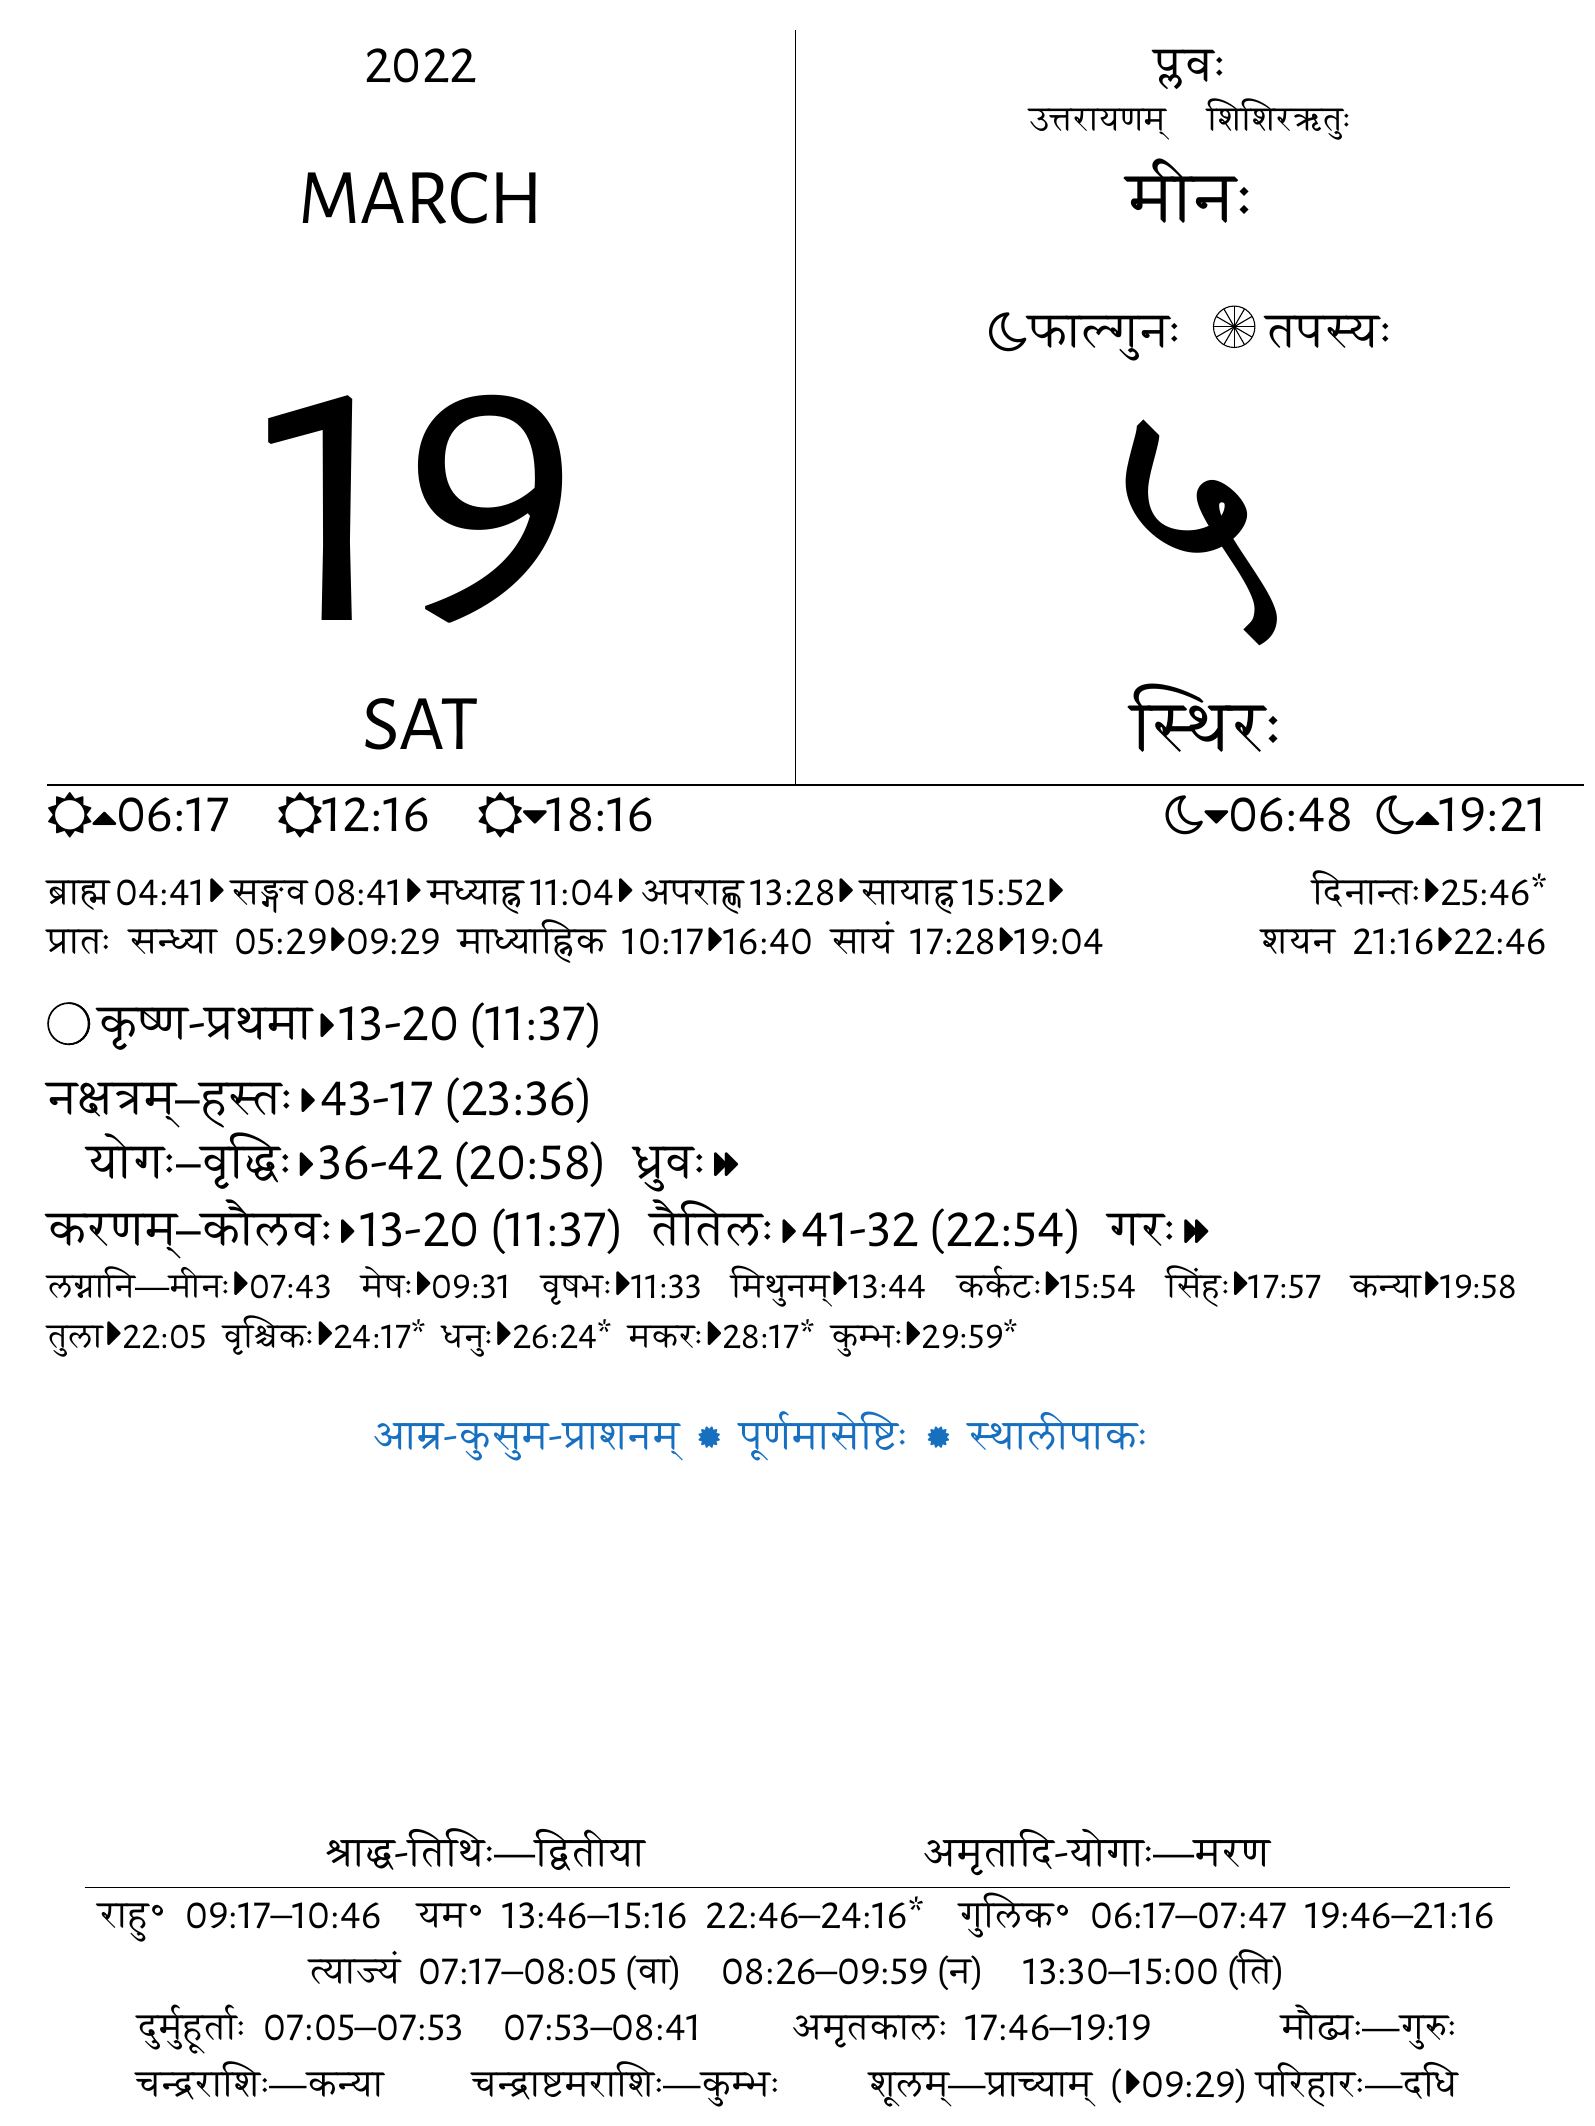 2022
MARCH
19
SAT
प्लवः
उत्तरायणम् शिशिरऋतुः
मीनः
फाल्गुनः तपस्यः
५
स्थिरः
06:17 12:16 18:16 06:48 19:21
ब्राह्म 04:41 सङ्गव 08:41 मध्याह्न 11:04 अपराह्ण 13:28 सायाह्न 15:52 दिनान्तः 25:46*
प्रातः सन्ध्या 05:29 09:29 माध्याह्निक 10:17 16:40 सायं 17:28 19:04 शयन 21:16 22:46
कृष्ण-प्रथमा 13-20 (11:37)
नक्षत्रम्–हस्तः 43-17 (23:36)
योगः–वृद्धिः 36-42 (20:58) ध्रुवः
करणम्–कौलवः 13-20 (11:37) तैतिलः 41-32 (22:54) गरः
लग्नानि—मीनः 07:43 मेषः 09:31 वृषभः 11:33 मिथुनम् 13:44 कर्कटः 15:54 सिंहः 17:57 कन्या 19:58
तुला 22:05 वृश्चिकः 24:17* धनुः 26:24* मकरः 28:17* कुम्भः 29:59*
आम्र-कुसुम-प्राशनम् पूर्णमासेष्टिः स्थालीपाकः
श्राद्ध-तिथिः—द्वितीया अमृतादि-योगाः—मरण
राहु॰ 09:17–10:46 यम॰ 13:46–15:16 22:46–24:16* गुलिक॰ 06:17–07:47 19:46–21:16
त्याज्यं 07:17–08:05 (वा) 08:26–09:59 (न) 13:30–15:00 (ति)
दुर्मुहूर्ताः 07:05–07:53 07:53–08:41 अमृतकालः 17:46–19:19 मौढ्यः—गुरुः
चन्द्रराशिः—कन्या चन्द्राष्टमराशिः—कुम्भः शूलम्—प्राच्याम् (09:29) परिहारः—दधि